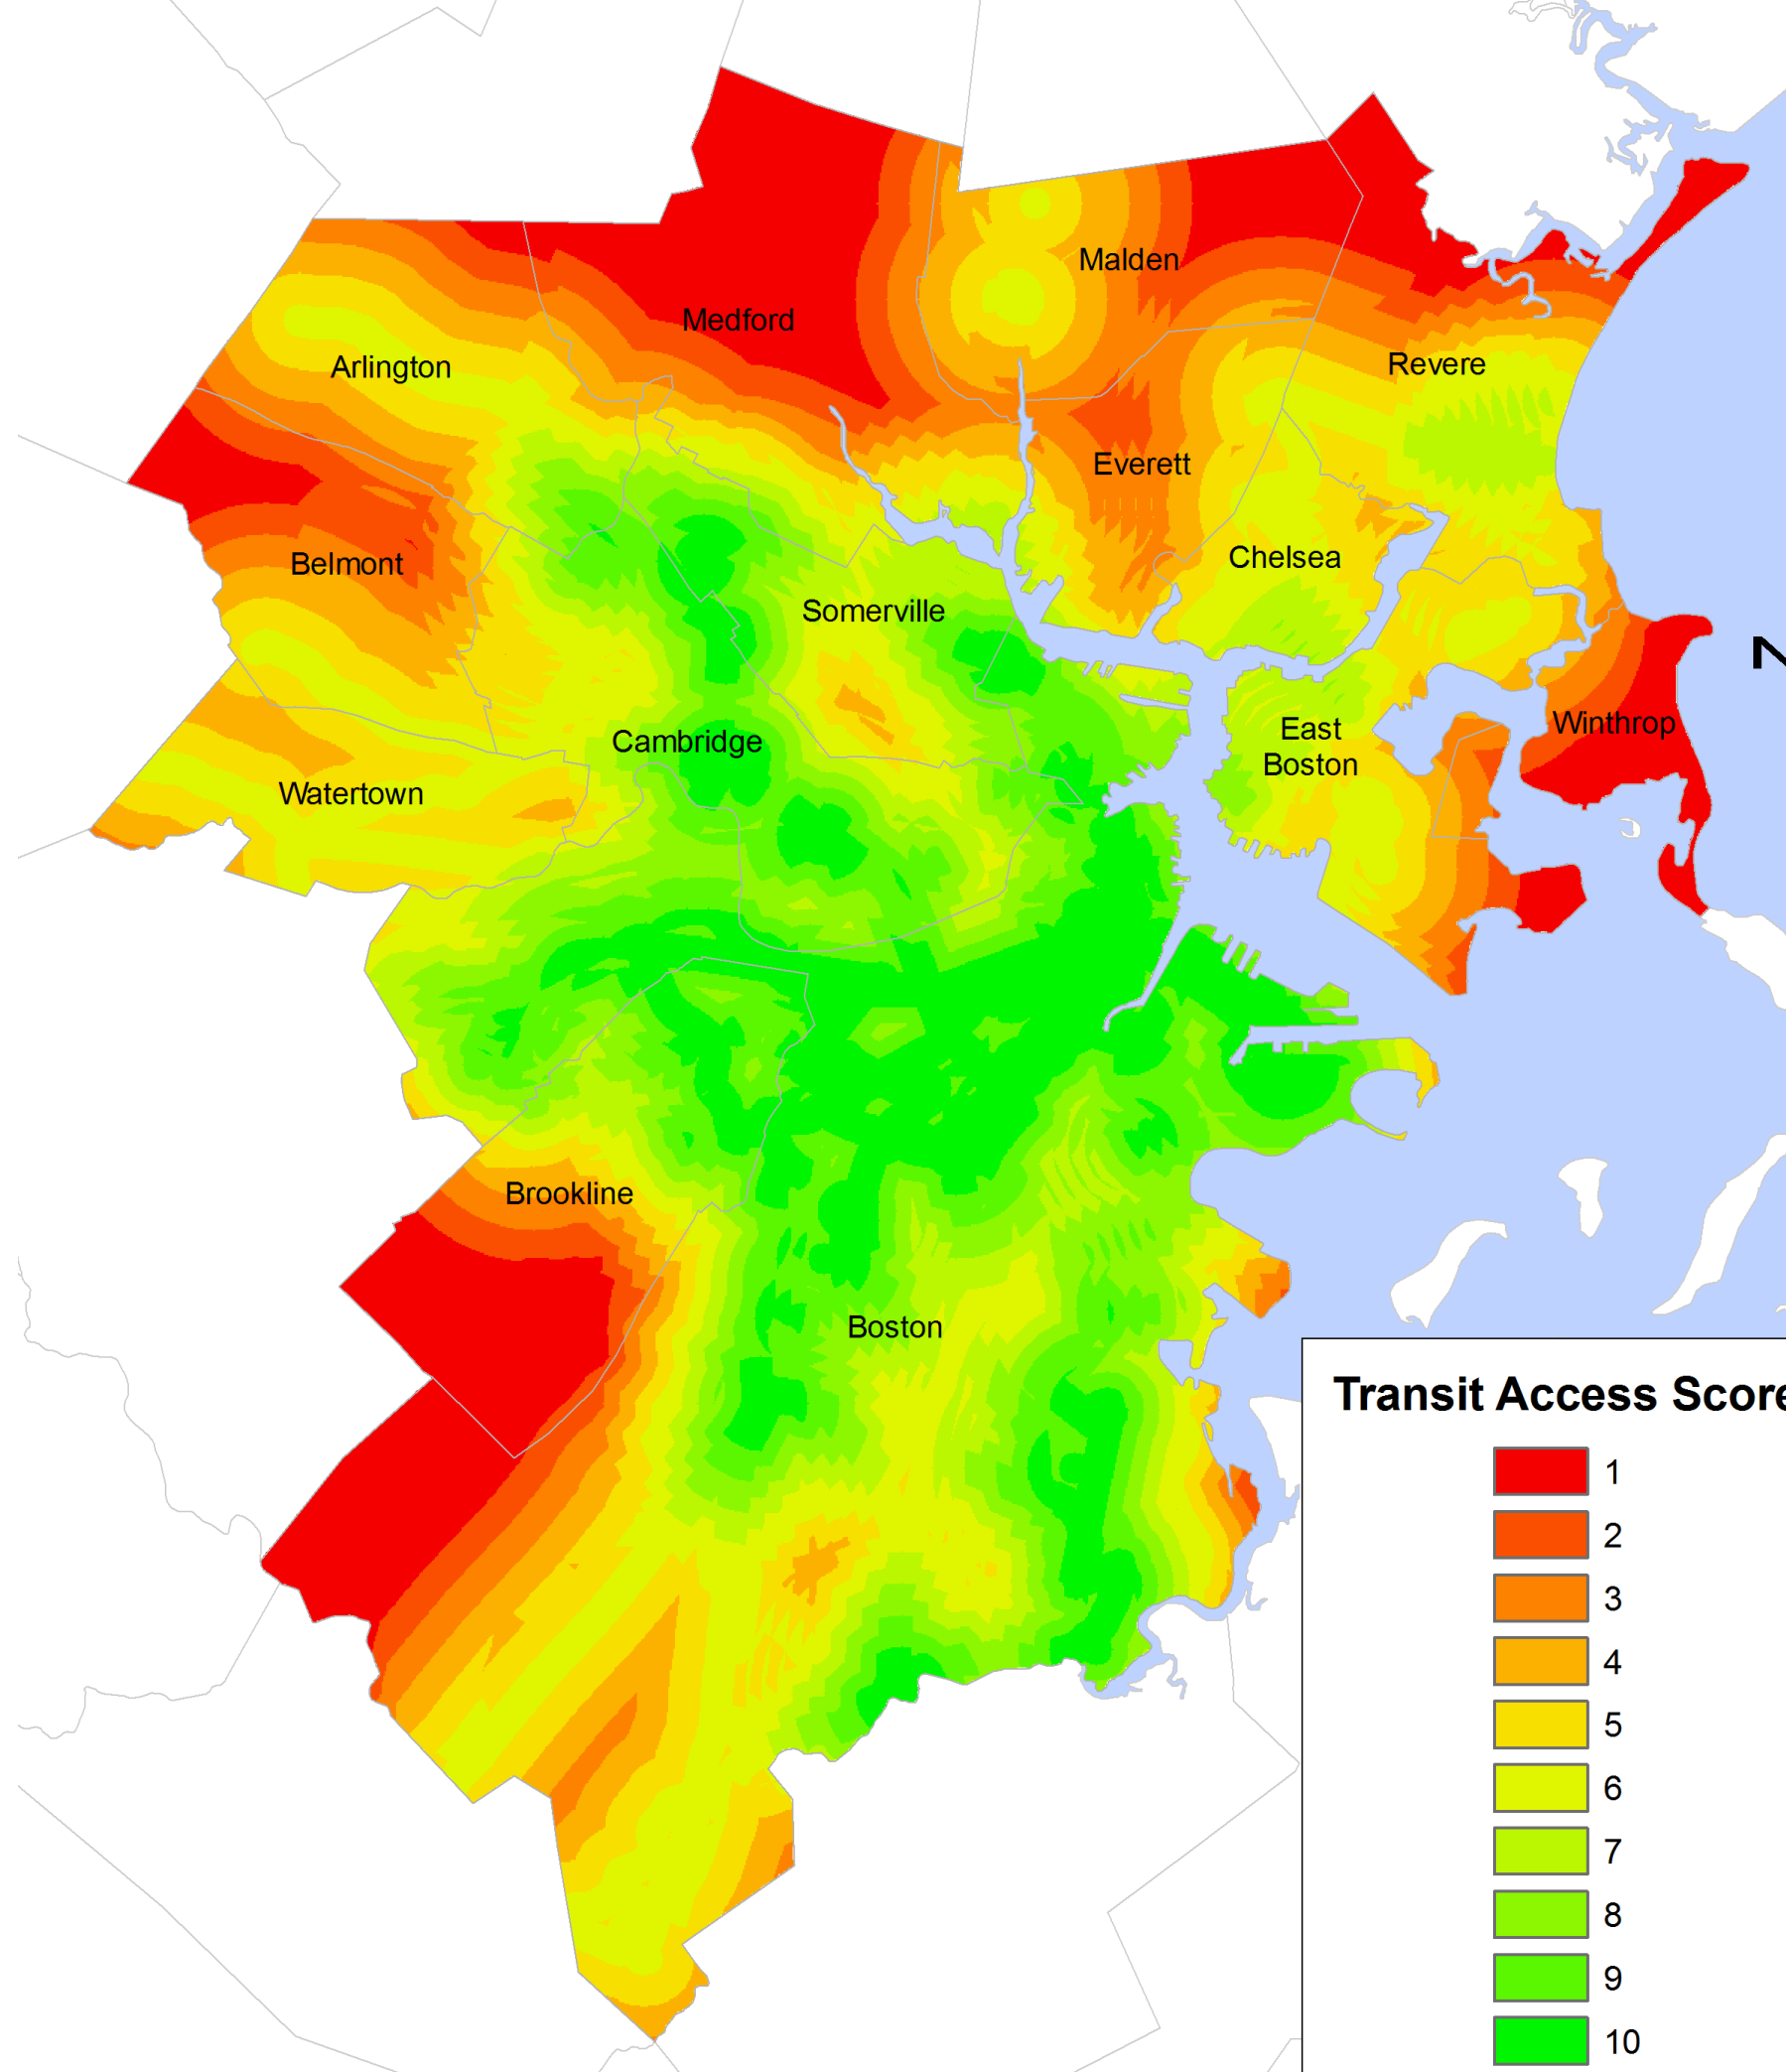 Malden
Medford
Arlington
Revere
Everett
Belmont
Chelsea
Somerville
N
East
Boston
Winthrop
Cambridge
Watertown
Brookline
Boston
Transit Access Score
1
2
3
4
5
6
7
8
9
10